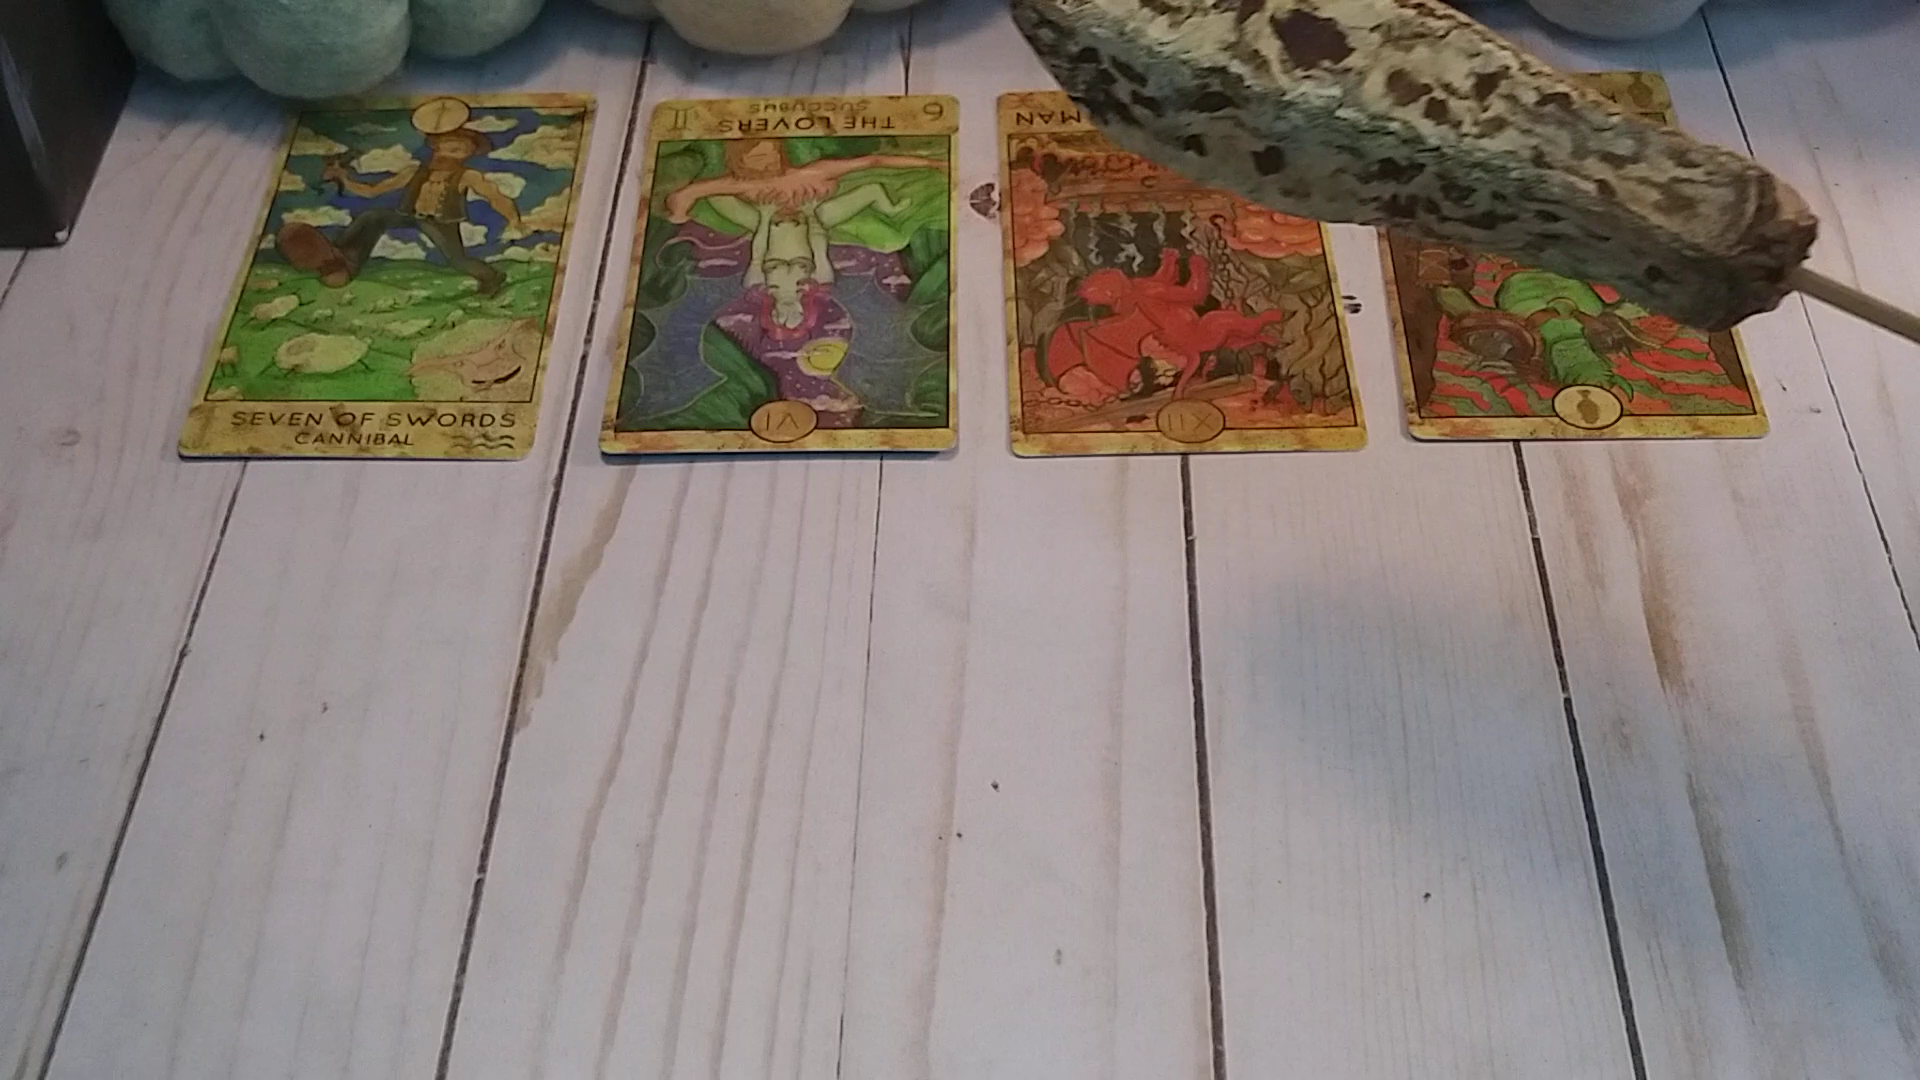 SEVEN OF SWORDS
CANNIBAL
VI
THE LOVERS
SUCCUBUS
6
XII
MAN